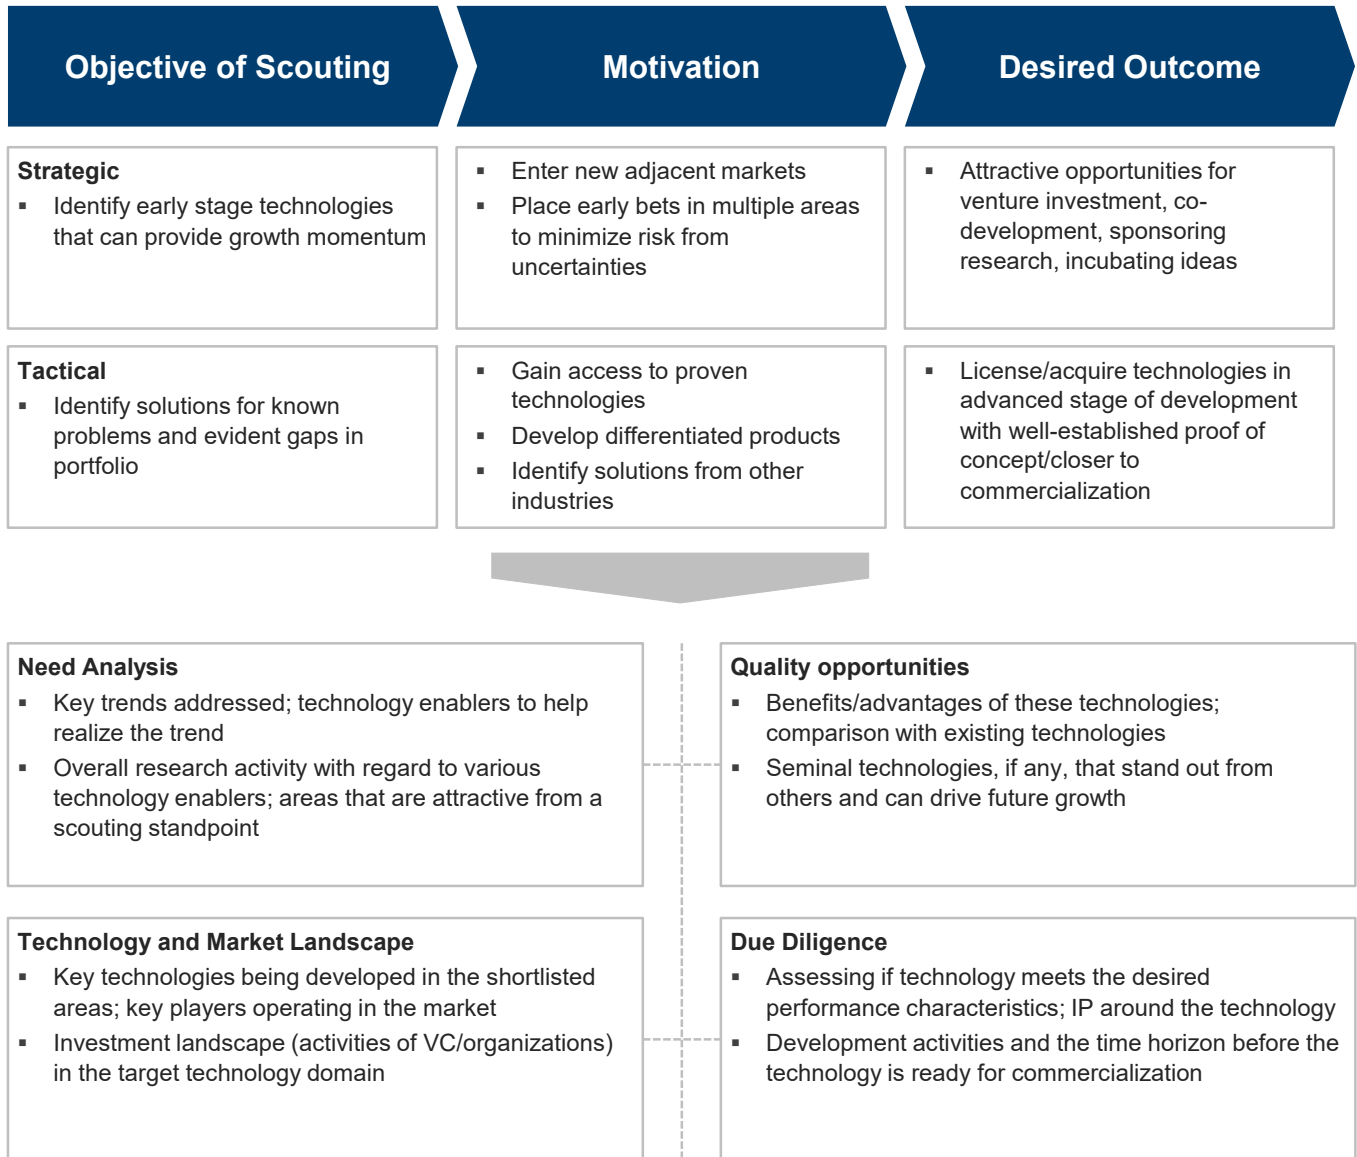 Objective of Scouting
Motivation
Desired Outcome
Strategic
▪ Identify early stage technologies
that can provide growth momentum
▪ Enter new adjacent markets
▪ Place early bets in multiple areas
to minimize risk from
uncertainties
▪ Attractive opportunities for
venture investment, co-
development, sponsoring
research, incubating ideas
Tactical
▪ Identify solutions for known
problems and evident gaps in
portfolio
▪ Gain access to proven
technologies
▪ Develop differentiated products
▪ Identify solutions from other
industries
▪ License/acquire technologies in
advanced stage of development
with well-established proof of
concept/closer to
commercialization
Need Analysis
▪ Key trends addressed; technology enablers to help
realize the trend
▪ Overall research activity with regard to various
technology enablers; areas that are attractive from a
scouting standpoint
Quality opportunities
▪ Benefits/advantages of these technologies;
comparison with existing technologies
▪ Seminal technologies, if any, that stand out from
others and can drive future growth
Technology and Market Landscape
▪ Key technologies being developed in the shortlisted
areas; key players operating in the market
▪ Investment landscape (activities of VC/organizations)
in the target technology domain
Due Diligence
▪ Assessing if technology meets the desired
performance characteristics; IP around the technology
▪ Development activities and the time horizon before the
technology is ready for commercialization